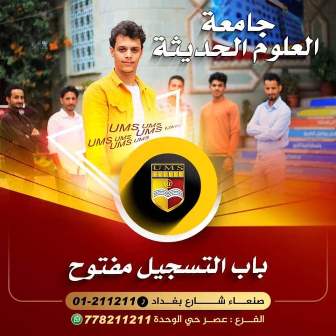 جامعة
العلوم الحديثة
UMS UMS
UMS UMS
UMS UMS
UMS
باب التسجيل مفتوح
صنعاء شارع بغداد 01-211211
الفرع : عصر حي الوحدة 778211211